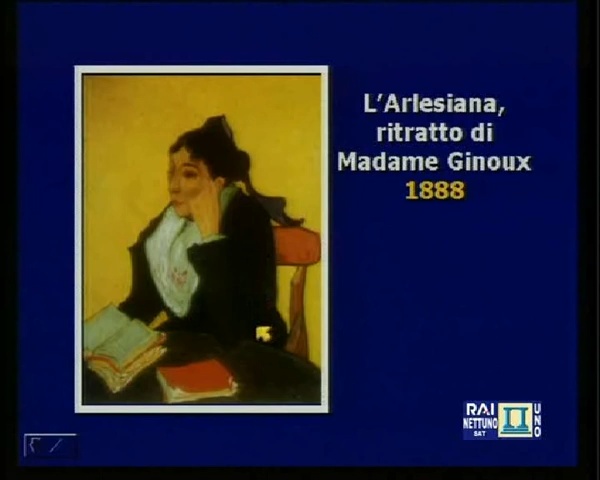 L'Arlesiana,
ritratto di
Madame Ginoux
1888
RAI
NETTUNO
SAT
UNO